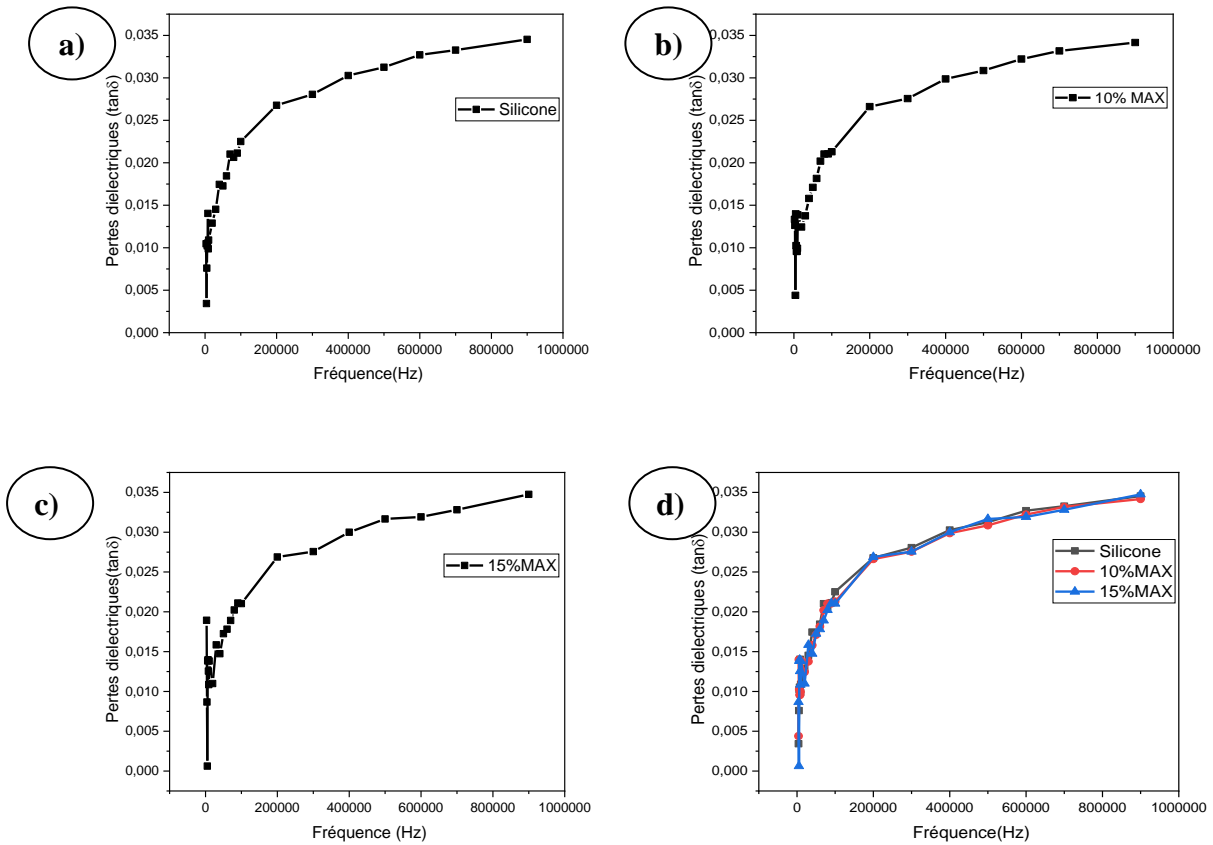 a)
Pertes dielectriques (tanδ)
0,035
0,030
0,025
0,020
0,015
0,010
0,005
0,000
Silicone
0 200000 400000 600000 800000 1000000
Fréquence(Hz)
b)
Pertes dielectriques (tanδ)
0,035
0,030
0,025
0,020
0,015
0,010
0,005
0,000
10% MAX
0 200000 400000 600000 800000 1000000
Fréquence(Hz)
c)
Pertes dielectriques(tanδ)
0,035
0,030
0,025
0,020
0,015
0,010
0,005
0,000
15%MAX
0 200000 400000 600000 800000 1000000
Fréquence (Hz)
d)
Pertes dielectriques (tanδ)
0,035
0,030
0,025
0,020
0,015
0,010
0,005
0,000
Silicone
10%MAX
15%MAX
0 200000 400000 600000 800000 1000000
Fréquence(Hz)